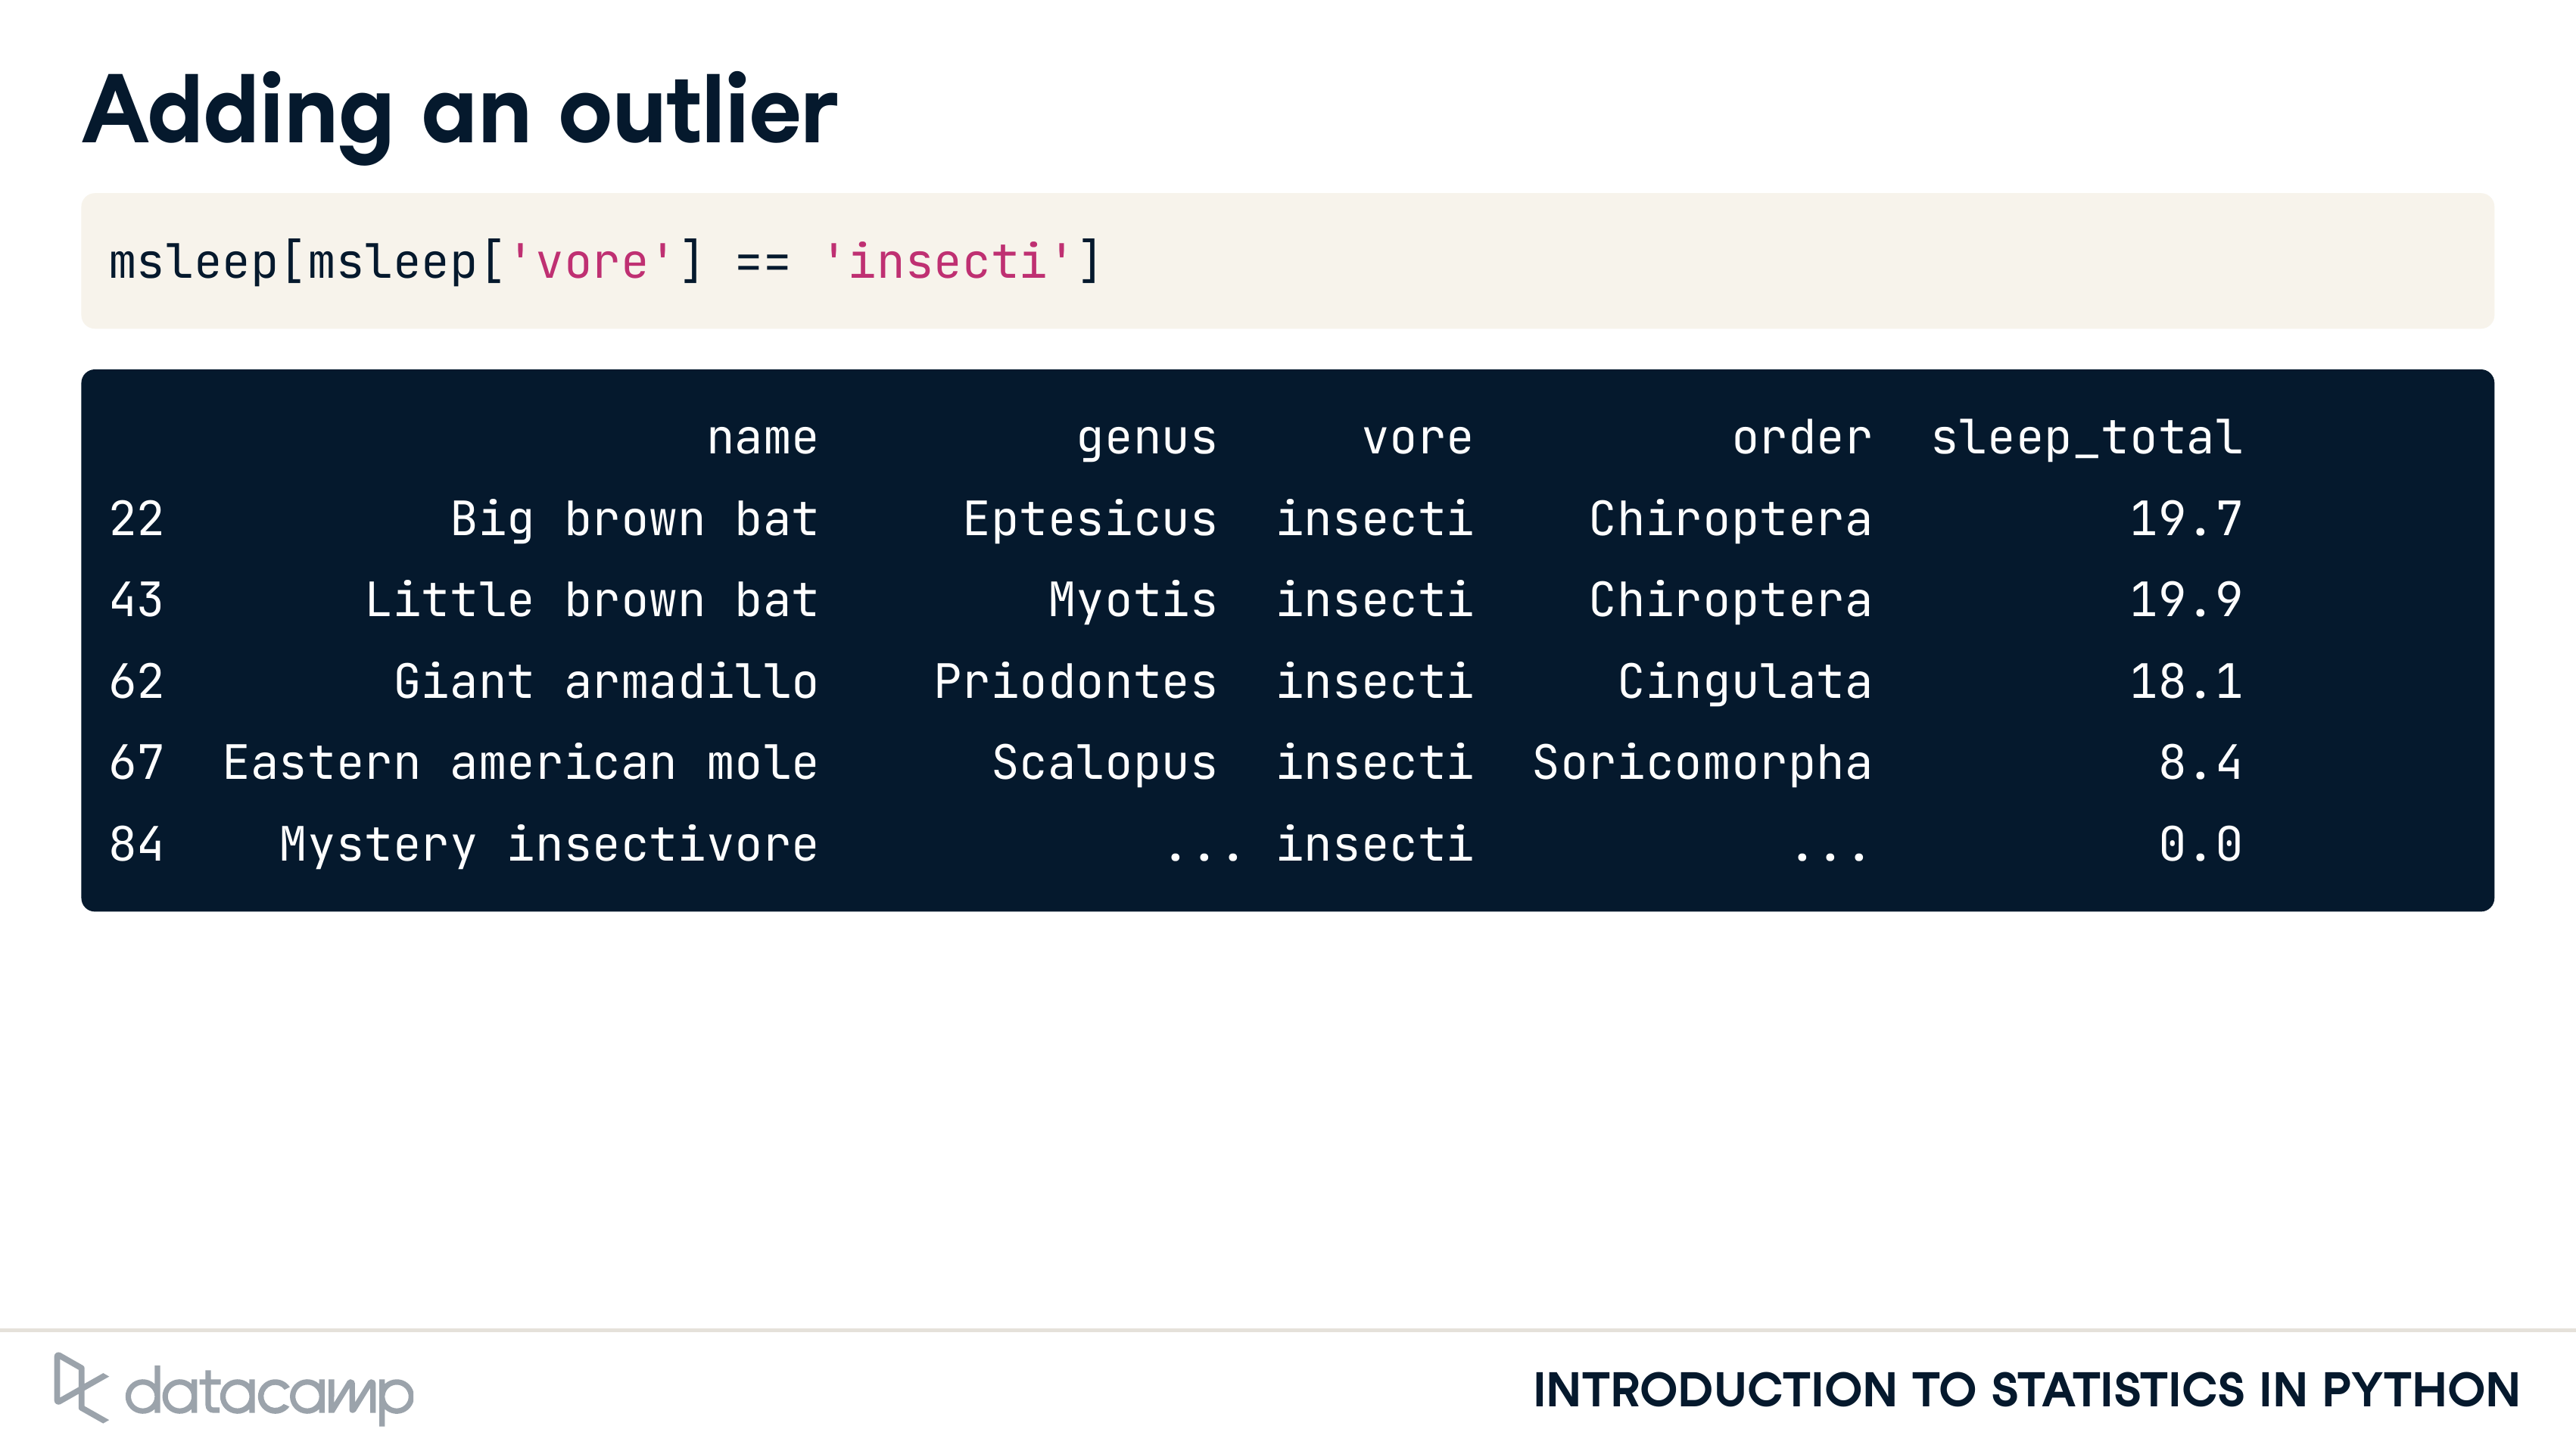 Adding an outlier
msleep[msleep['vore'] == 'insecti']
name genus vore order sleep_total
22 Big brown bat Eptesicus insecti Chiroptera 19.7
43 Little brown bat Myotis insecti Chiroptera 19.9
62 Giant armadillo Priodontes insecti Cingulata 18.1
67 Eastern american mole Scalopus insecti Soricomorpha 8.4
84 Mystery insectivore ... insecti ... 0.0
datacamp
INTRODUCTION TO STATISTICS IN PYTHON